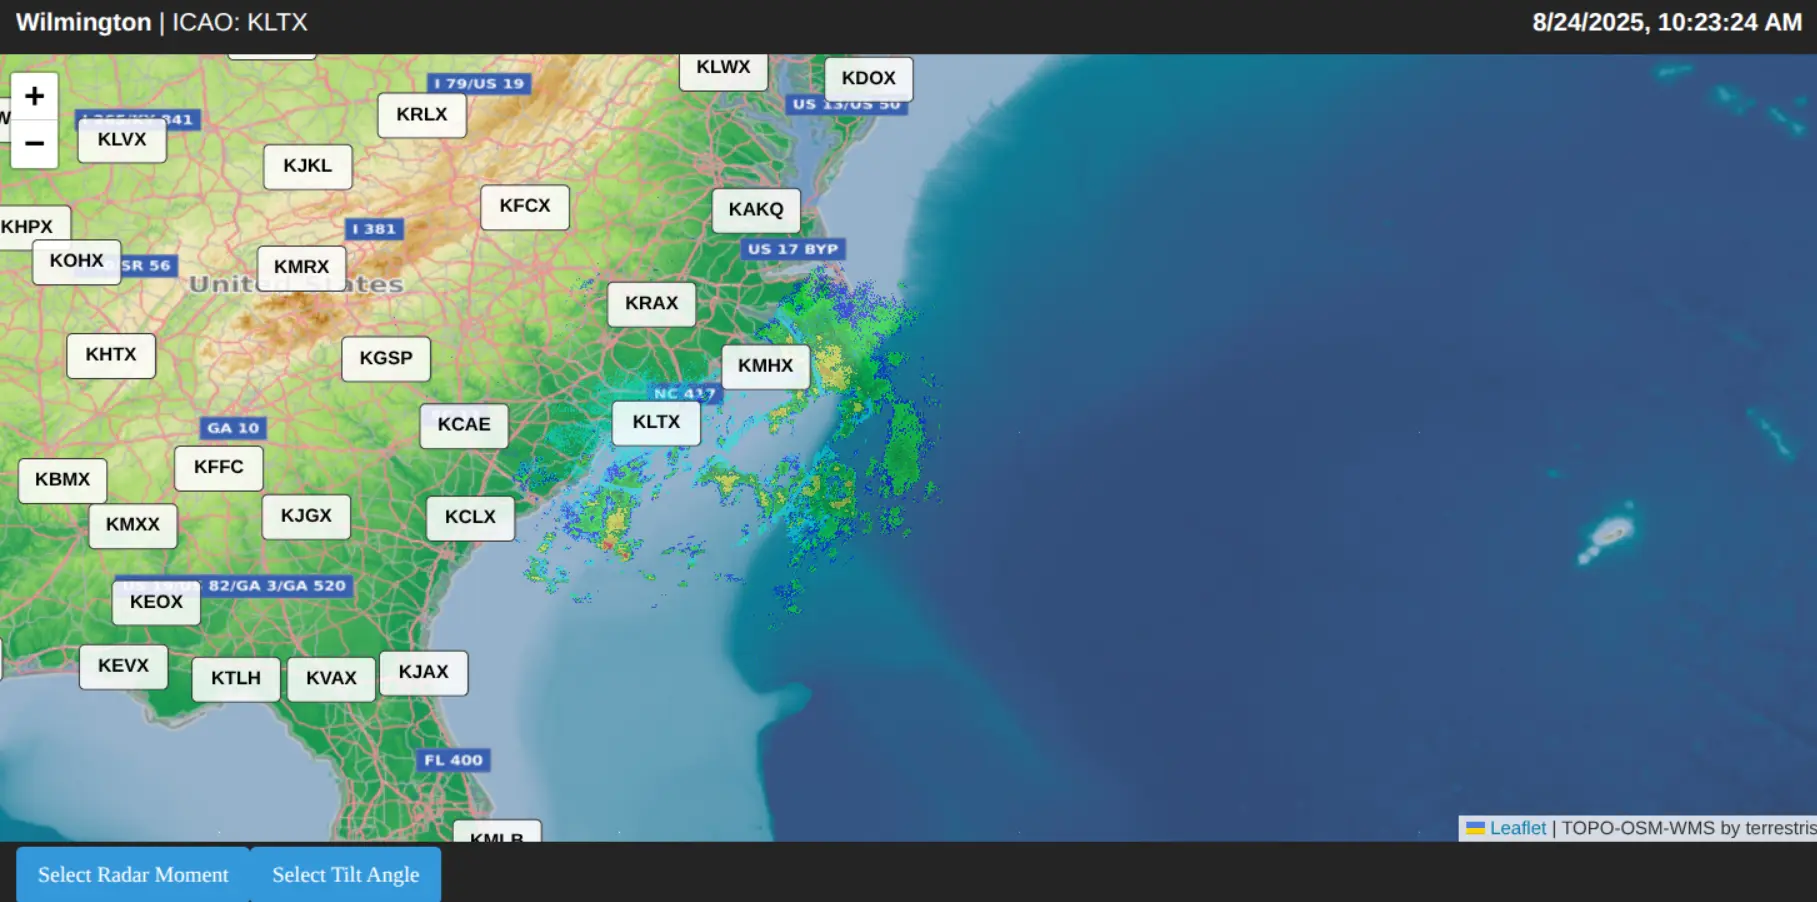 Wilmington | ICAO: KLTX
8/24/2025, 10:23:24 AM
KLWX
KDOX
+
I 79/US 19
US 13/US 50
KRLX
W
841
KLVX
−
KJKL
KFCX
KAKQ
KHPX
I 381
US 17 BYP
KOHX
SR 56
KMRX
United States
KRAX
KHTX
KGSP
KMHX
NC 417
KCAE
KLTX
GA 10
KFFC
KBMX
KMXX
KJGX
KCLX
82/GA 3/GA 520
KEOX
KEVX
KTLH
KVAX
KJAX
FL 400
KMLB
Leaflet | TOPO-OSM-WMS by terrestris
Select Radar Moment
Select Tilt Angle